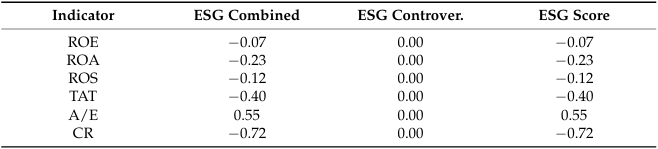 Indicator ESG Combined ESG Controver. ESG Score
ROE −0.07 0.00 −0.07
ROA −0.23 0.00 −0.23
ROS −0.12 0.00 −0.12
TAT −0.40 0.00 −0.40
A/E 0.55 0.00 0.55
CR −0.72 0.00 −0.72